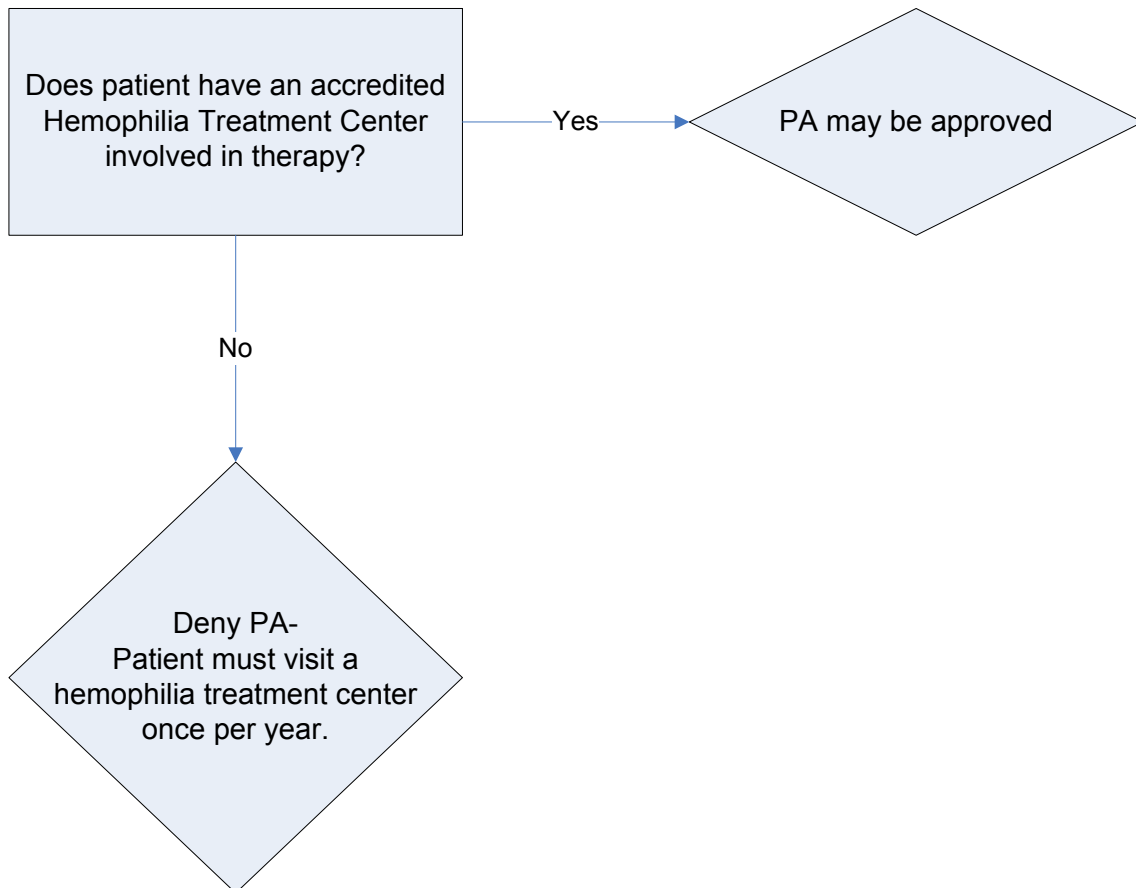 Does patient have an accredited
Hemophilia Treatment Center
involved in therapy?
Yes
PA may be approved
No
Deny PA-
Patient must visit a
hemophilia treatment center
once per year.